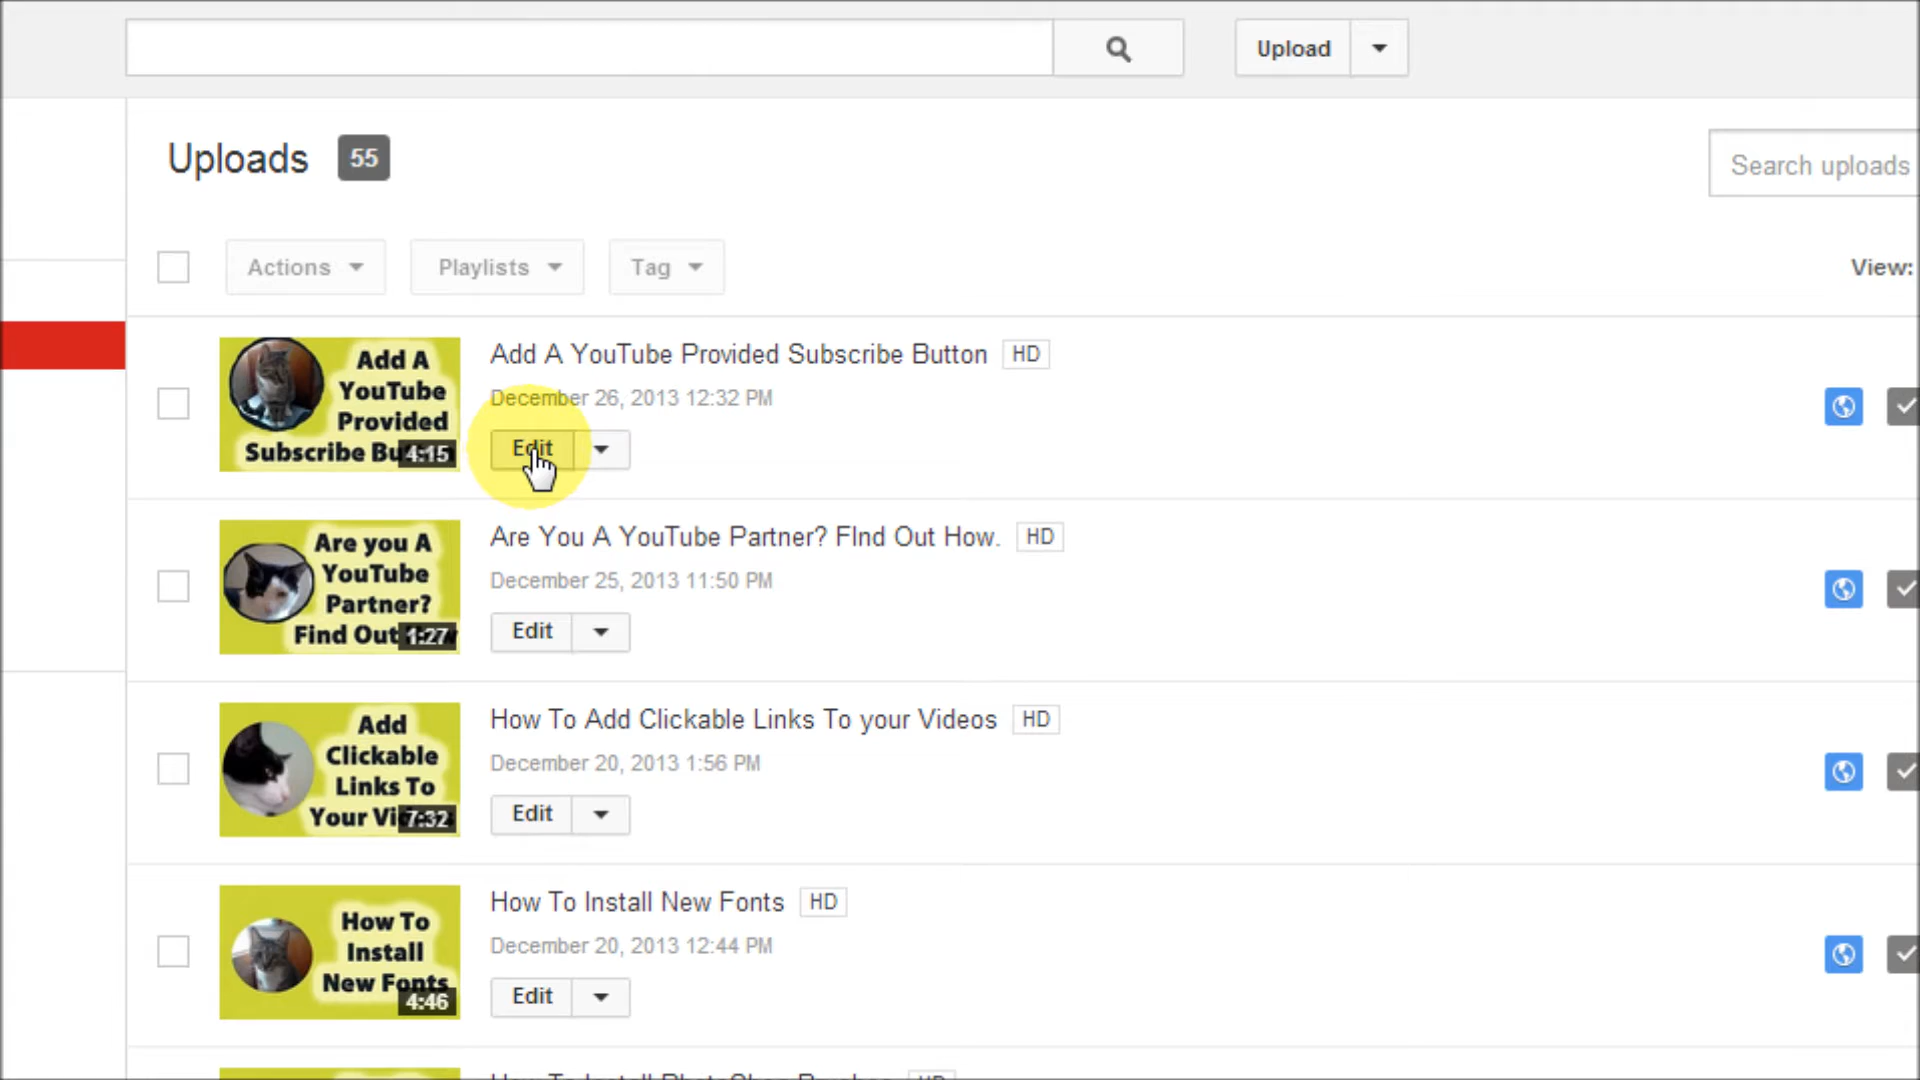 Upload
Uploads 55
Search uploads
Actions Playlists Tag
View:
Add A
YouTube
Provided
Subscribe Bu
4:15
Add A YouTube Provided Subscribe Button HD
December 26, 2013 12:32 PM
Edit
Are you A
YouTube
Partner?
Find Out
1:27
Are You A YouTube Partner? FInd Out How. HD
December 25, 2013 11:50 PM
Edit
Add
Clickable
Links To
Your Vi
7:32
How To Add Clickable Links To your Videos HD
December 20, 2013 1:56 PM
Edit
How To
Install
New Fonts
4:46
How To Install New Fonts HD
December 20, 2013 12:44 PM
Edit